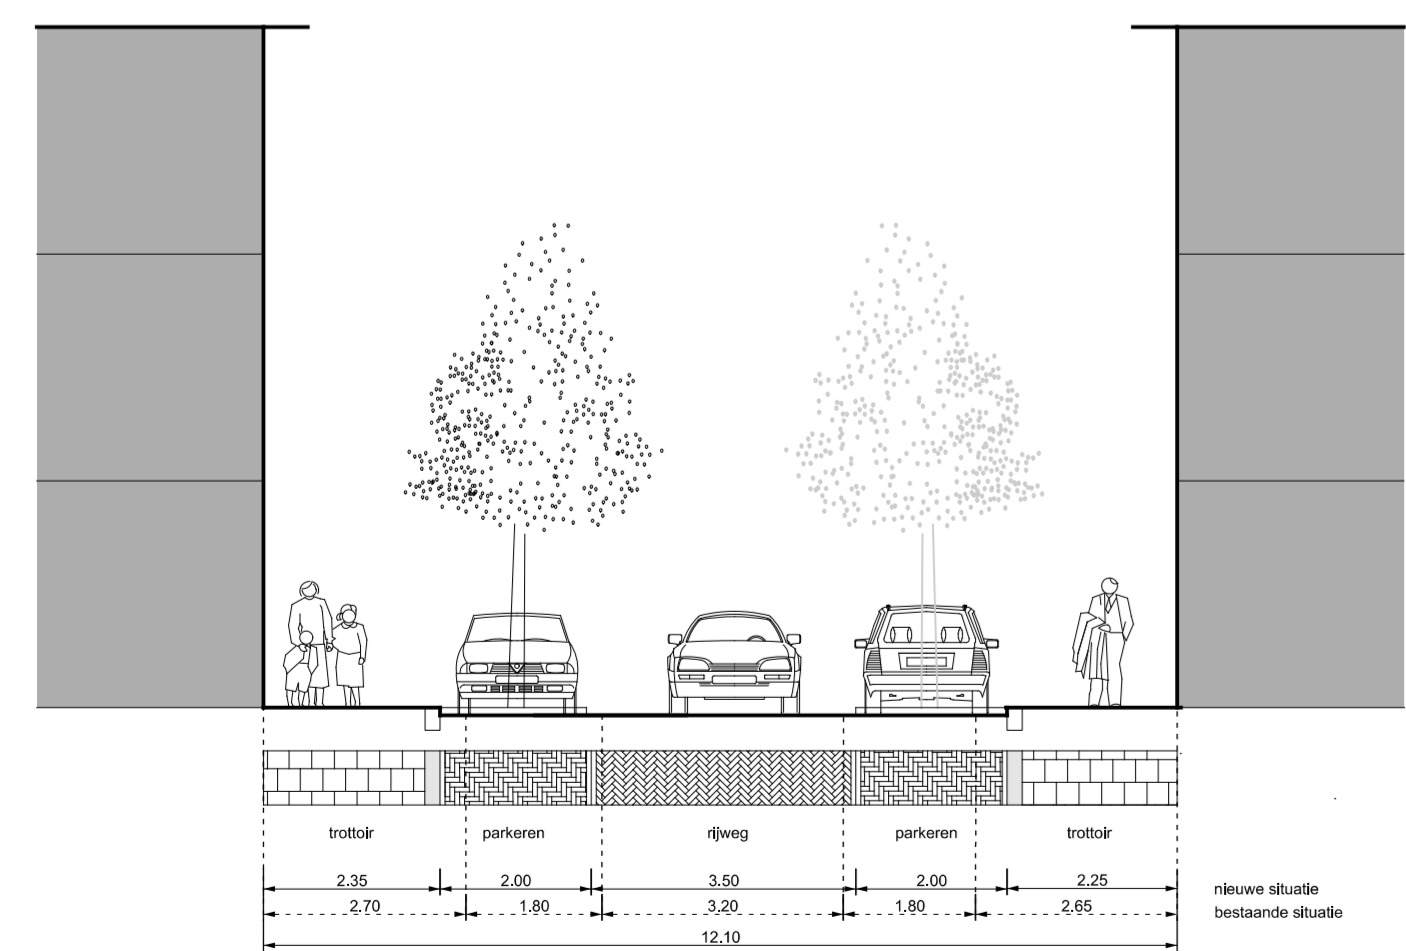 trottoir parkeren rijweg parkeren trottoir
2.35 2.00 3.50 2.00 2.25 nieuwe situatie
2.70 1.80 3.20 1.80 2.65 bestaande situatie
12.10